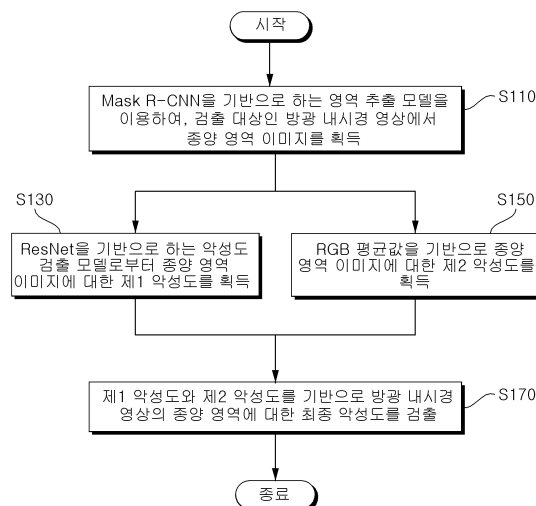 시작
Mask R-CNN을 기반으로 하는 영역 추출 모델을
이용하여, 검출 대상인 방광 내시경 영상에서
종양 영역 이미지를 획득
S110
S130
ResNet을 기반으로 하는 악성도
검출 모델로부터 종양 영역
이미지에 대한 제1 악성도를 획득
S150
RGB 평균값을 기반으로 종양
영역 이미지에 대한 제2 악성도를
획득
제1 악성도와 제2 악성도를 기반으로 방광 내시경
영상의 종양 영역에 대한 최종 악성도를 검출
S170
종료